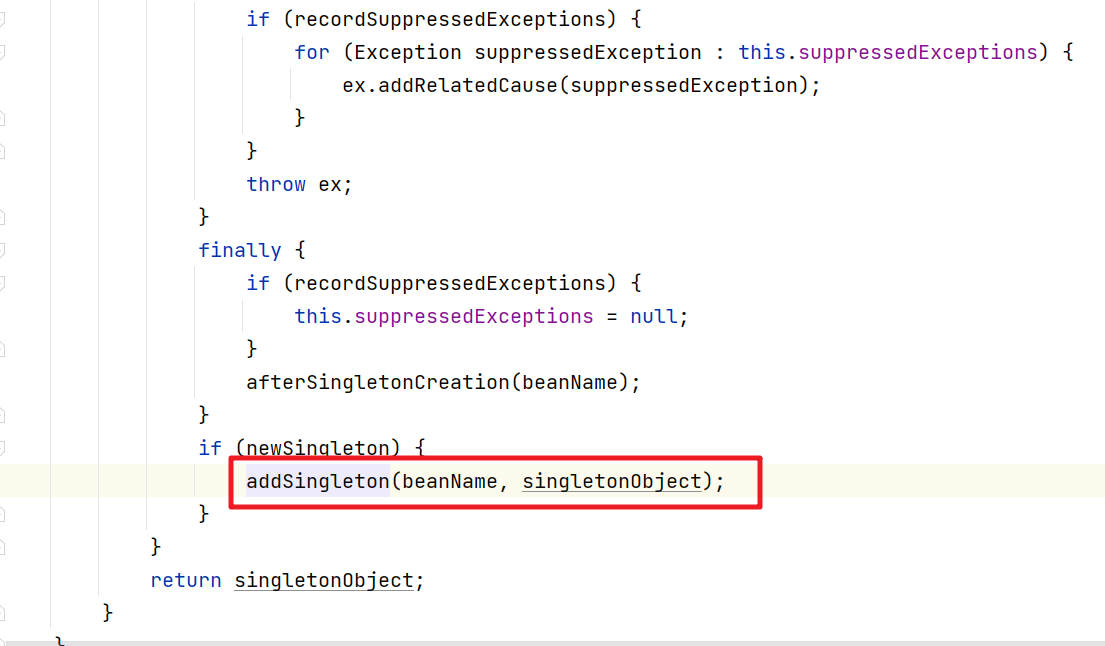 if (recordSuppressedExceptions) {
for (Exception suppressedException : this.suppressedExceptions) {
ex.addRelatedCause(suppressedException);
}
}
throw ex;
}
finally {
if (recordSuppressedExceptions) {
this.suppressedExceptions = null;
}
afterSingletonCreation(beanName);
}
if (newSingleton) {
addSingleton(beanName, singletonObject);
}
}
return singletonObject;
}
}